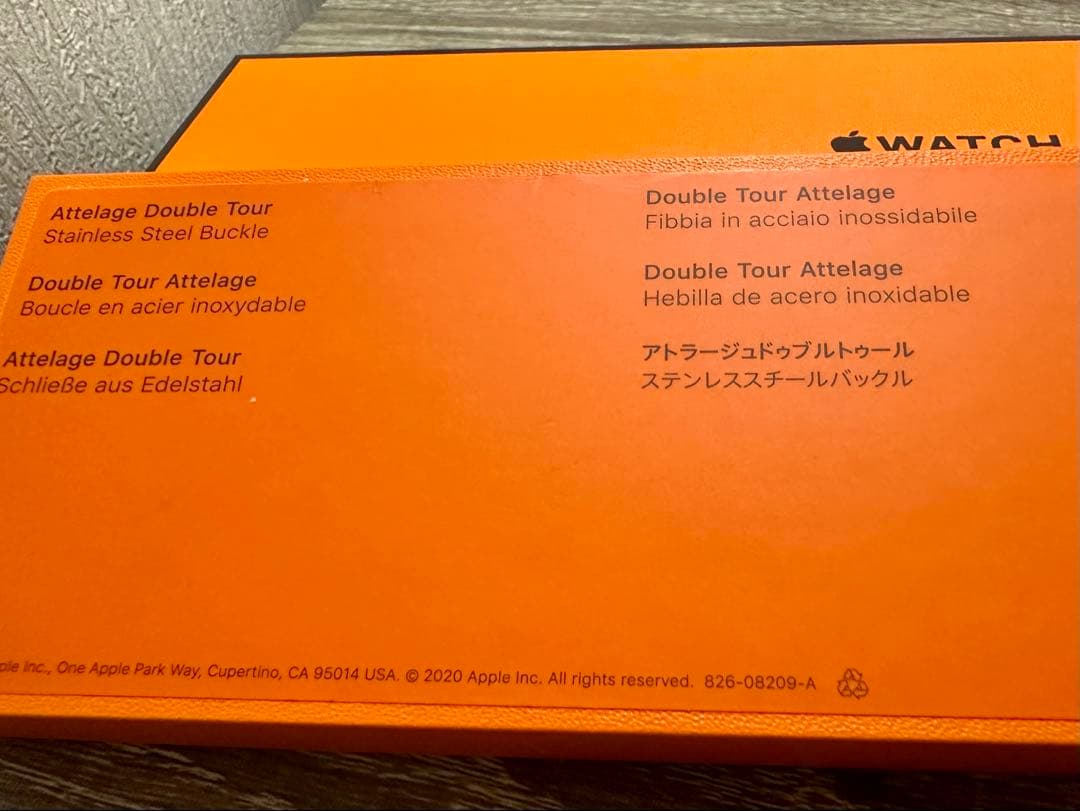 WATCH
Attelage Double Tour
Stainless Steel Buckle
Double Tour Attelage
Boucle en acier inoxydable
Attelage Double Tour
Schließe aus Edelstahl
Double Tour Attelage
Fibbia in acciaio inossidabile
Double Tour Attelage
Hebilla de acero inoxidable
アトラージュドゥブルトゥール
ステンレススチールバックル
Inc., One Apple Park Way, Cupertino, CA 95014 USA. © 2020 Apple Inc. All rights reserved. 826-08209-A